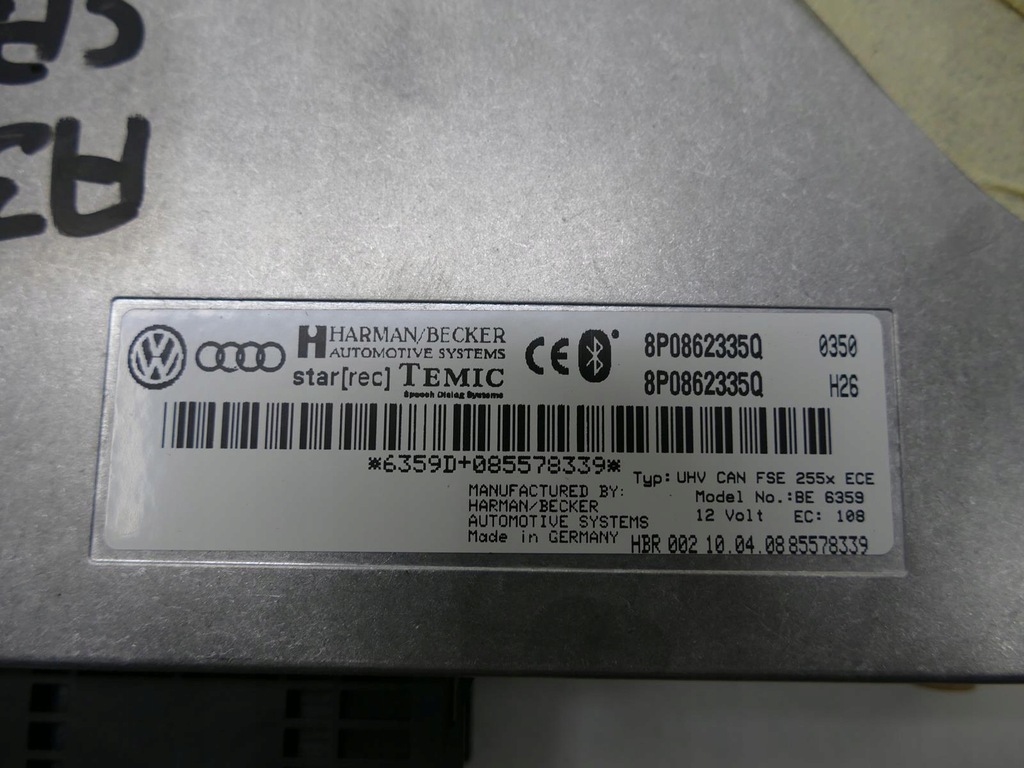 A3
HARMAN/BECKER
AUTOMOTIVE SYSTEMS
star[rec] TEMIC
Speech Dialog Systems
CE
8P0862335Q 0350
8P0862335Q H26
*6359D+085578339*
Typ: UHV CAN FSE 255x ECE
Model No.:BE 6359
12 Volt EC: 108
MANUFACTURED BY:
HARMAN/BECKER
AUTOMOTIVE SYSTEMS
Made in GERMANY
HBR 002 10.04.08 85578339